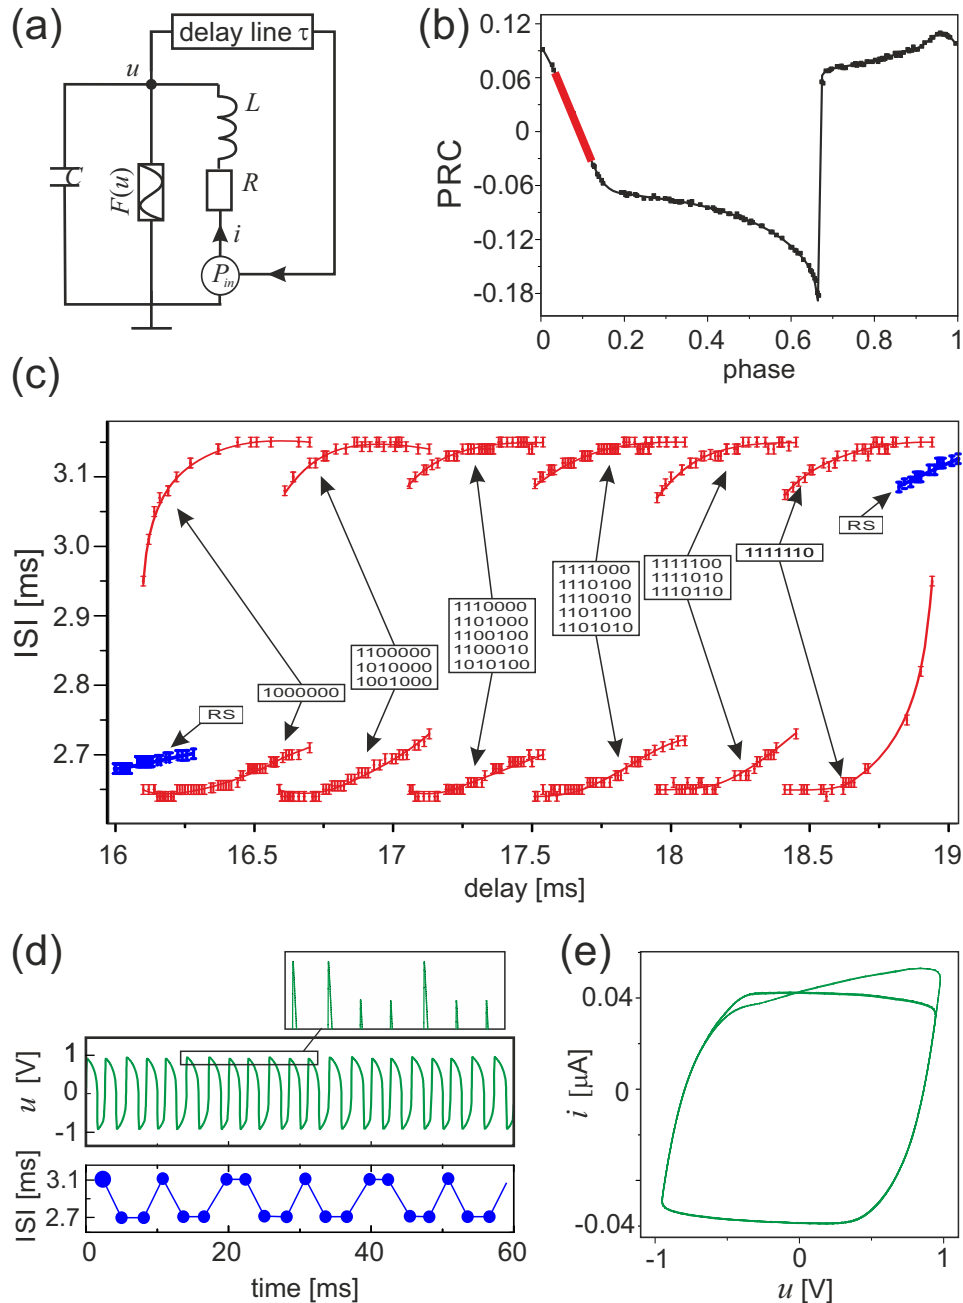 (a)
delay line τ
u
L
C
F(u)
R
i
P_in
(b)
0.12
0.06
0
-0.06
-0.12
-0.18
PRC
0
0.2
0.4
0.6
0.8
1
phase
(c)
3.1
3.0
2.9
2.8
2.7
ISI [ms]
RS
1000000
1100000
1010000
1001000
1110000
1101000
1100100
1100010
1010100
1111000
1110100
1110010
1101100
1101010
1111100
1111010
1110110
1111110
RS
16
16.5
17
17.5
18
18.5
19
delay [ms]
(d)
1
0
-1
u [V]
3.1
2.7
ISI [ms]
0
20
40
60
time [ms]
(e)
0.04
0
-0.04
i [μA]
-1
0
1
u [V]